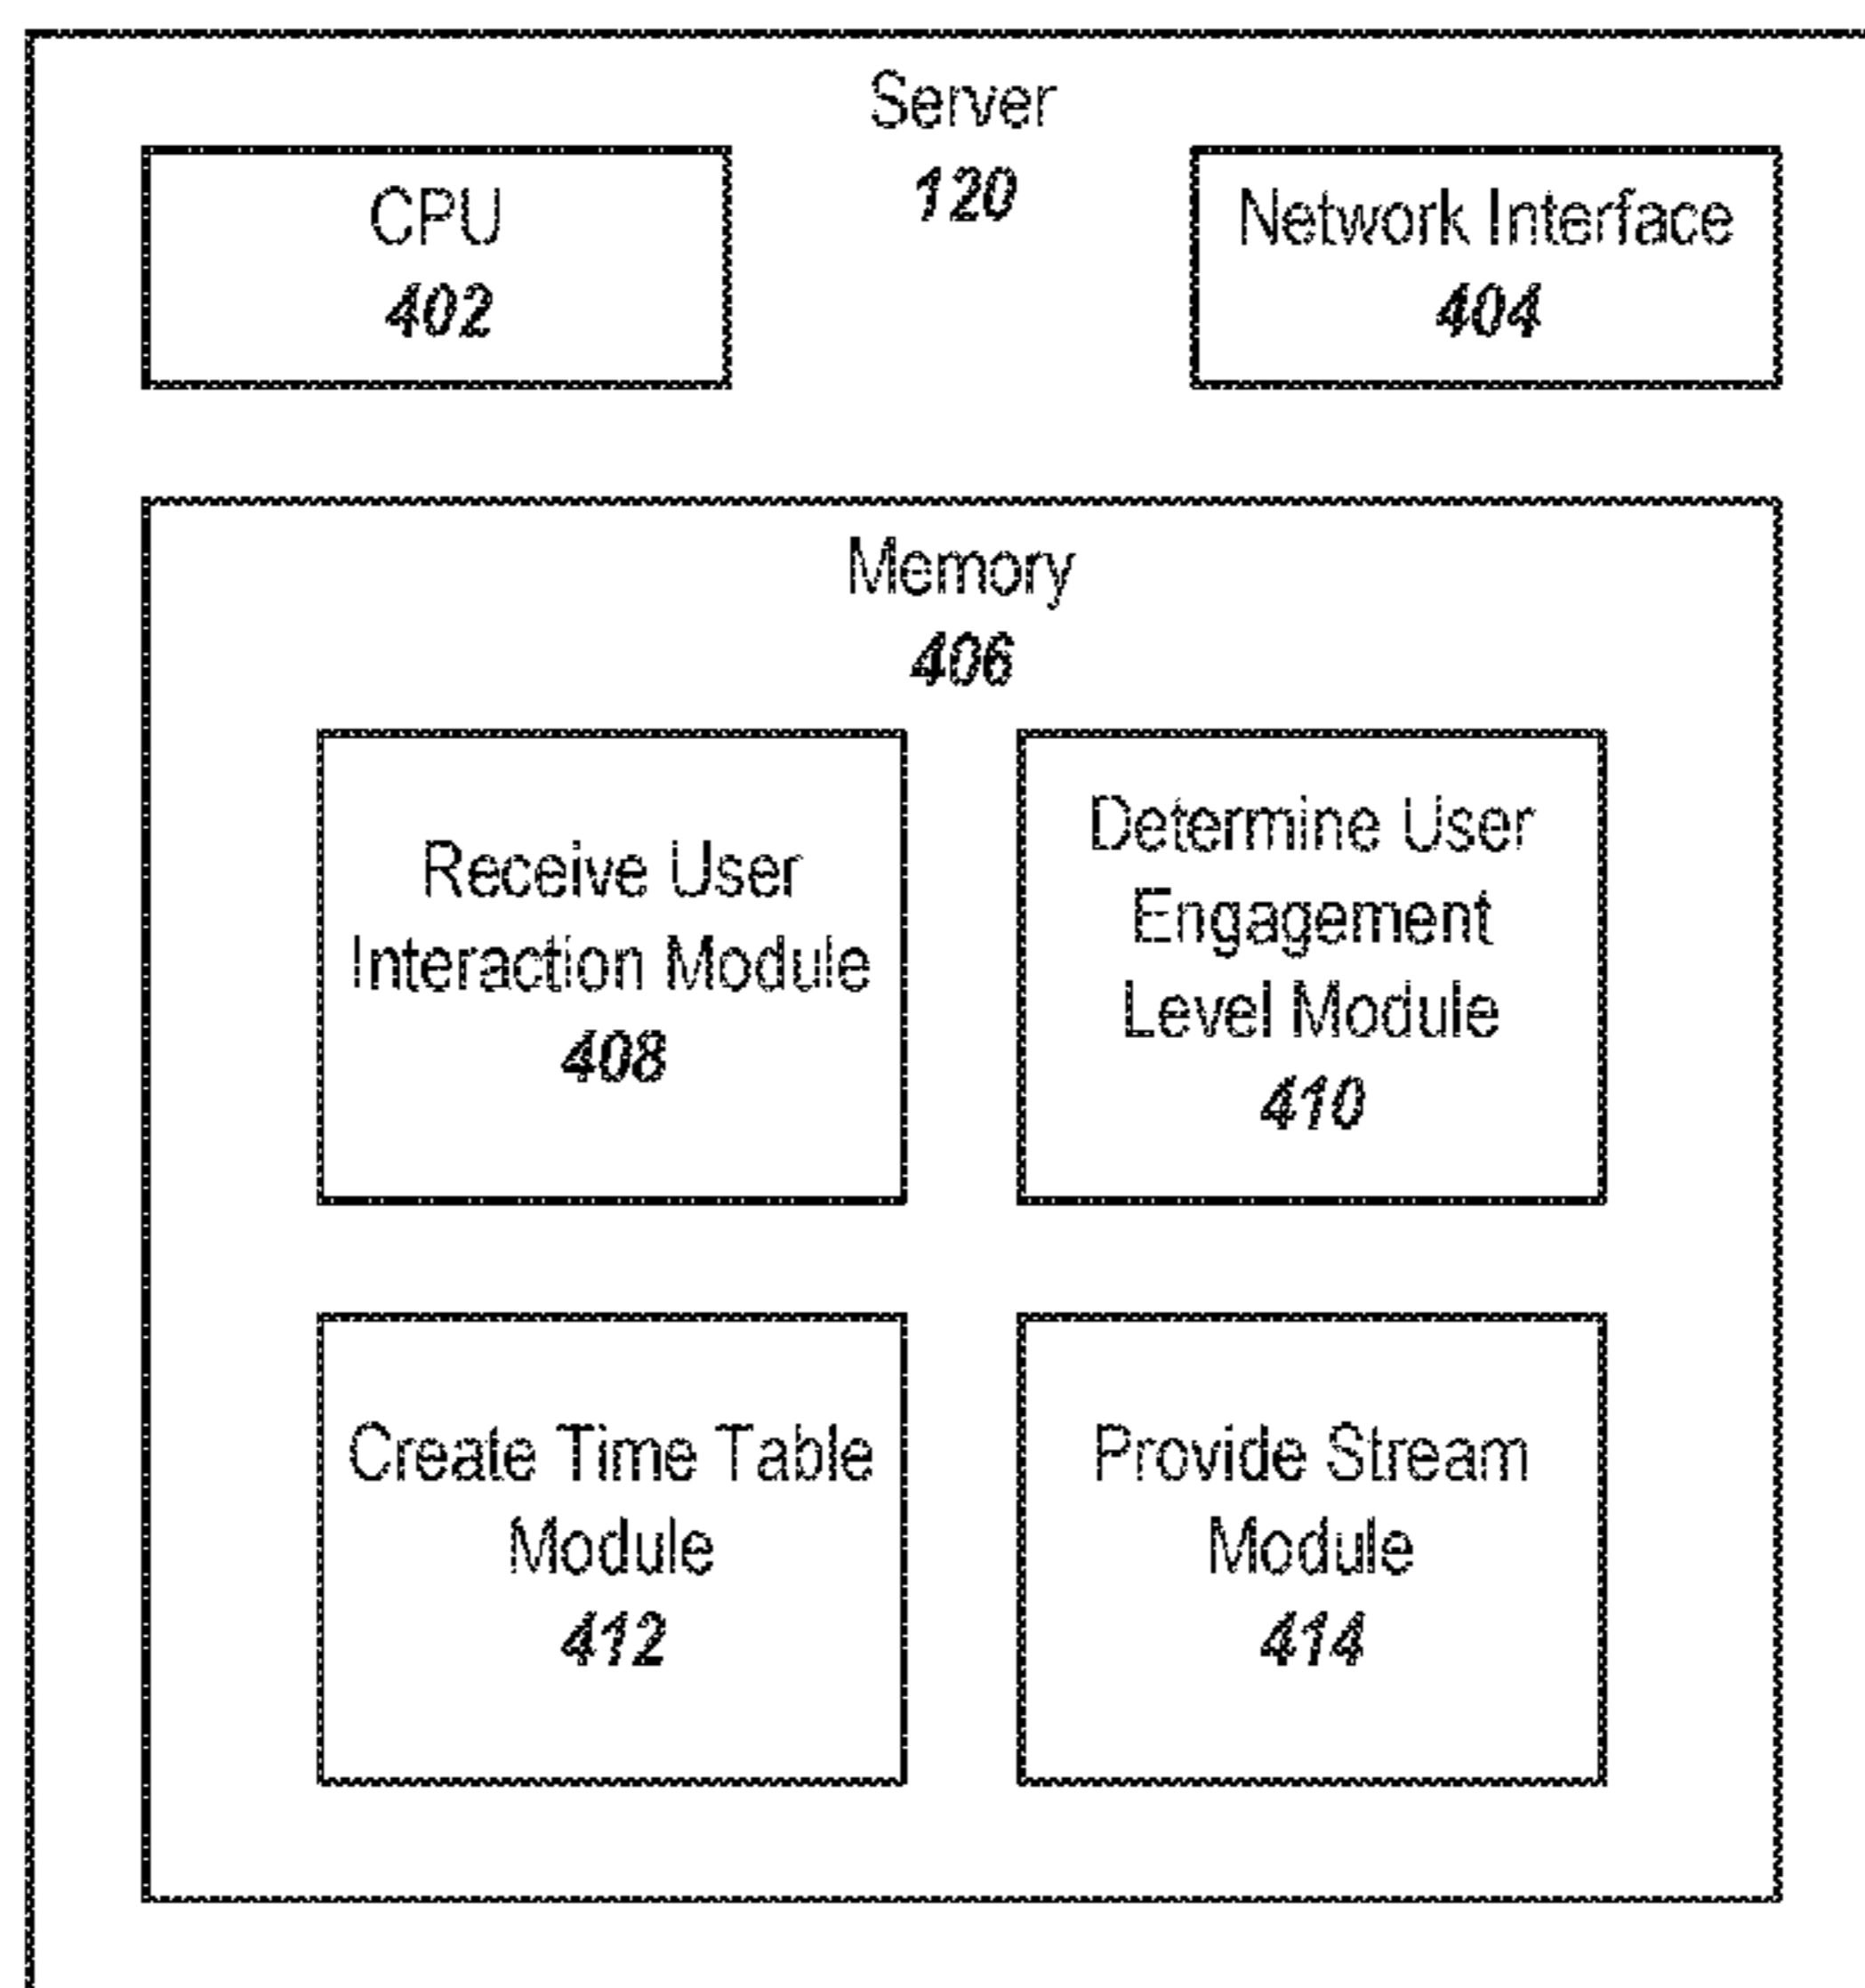 Server
120
CPU
402
Network Interface
404
Memory
406
Receive User
Interaction Module
408
Determine User
Engagement
Level Module
410
Create Time Table
Module
412
Provide Stream
Module
414